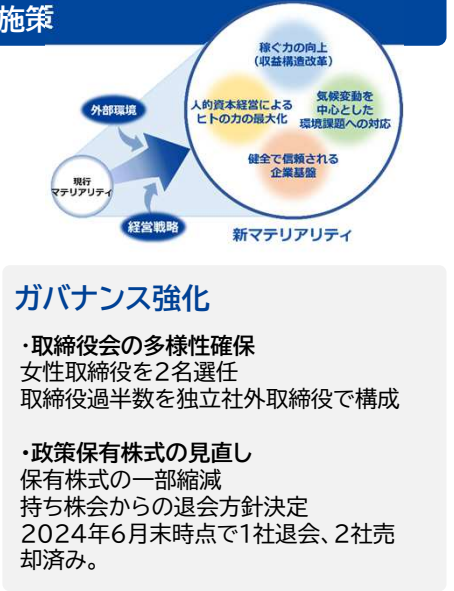 施策
稼ぐ力の向上
（収益構造改革）
外部環境
人的資本経営による
ヒトの力の最大化
気候変動を
中心とした
環境課題への対応
健全で信頼される
企業基盤
現行
マテリアリティ
経営戦略
新マテリアリティ
ガバナンス強化
・取締役会の多様性確保
女性取締役を2名選任
取締役過半数を独立社外取締役で構成
・政策保有株式の見直し
保有株式の一部縮減
持ち株会からの退会方針決定
2024年6月末時点で1社退会、2社売
却済み。